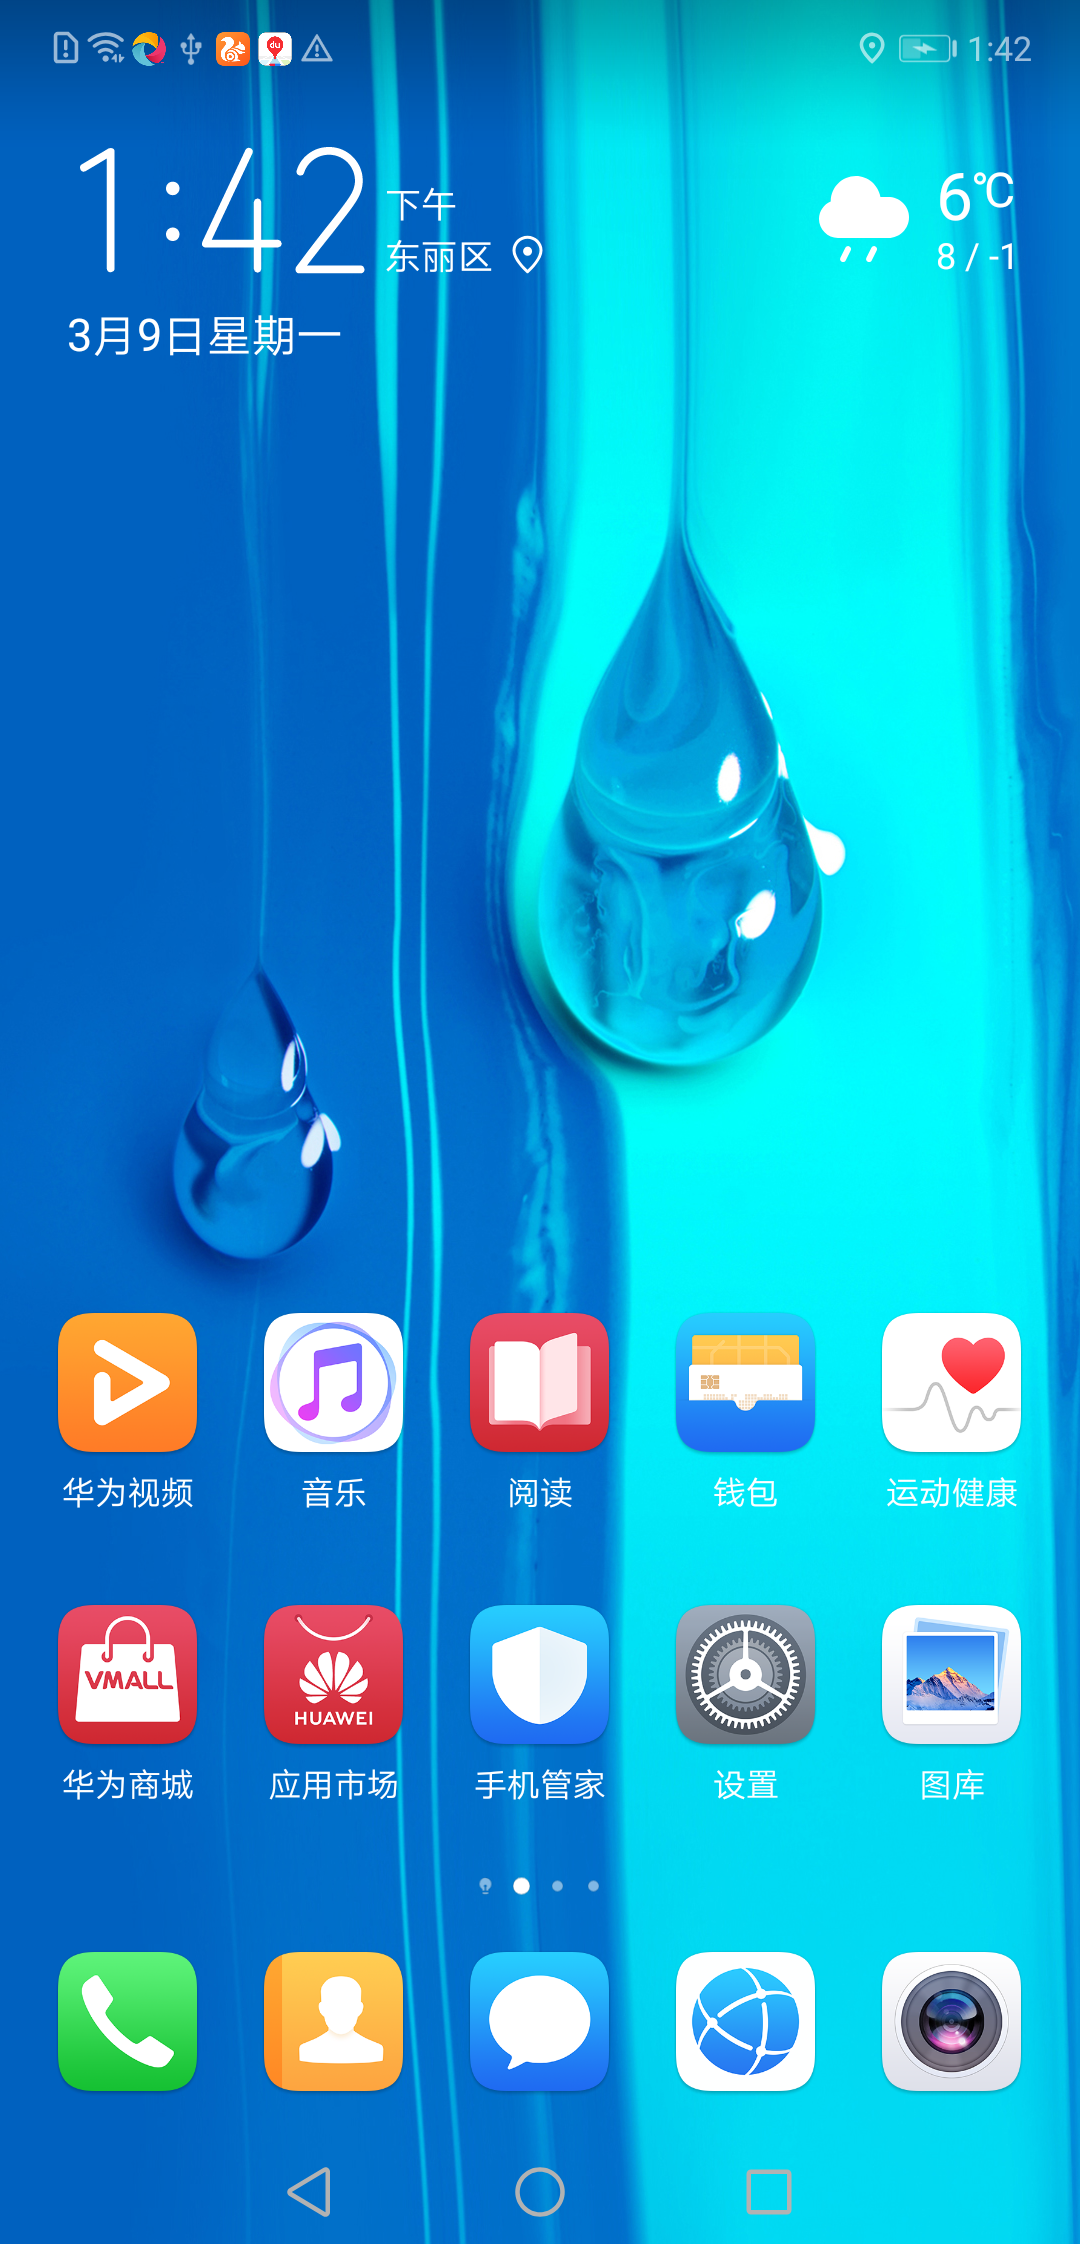 du
1:42
1:42
下午
东丽区
3月9日星期一
6℃
8 / -1
华为视频
音乐
阅读
钱包
运动健康
VMALL
HUAWEI
华为商城
应用市场
手机管家
设置
图库